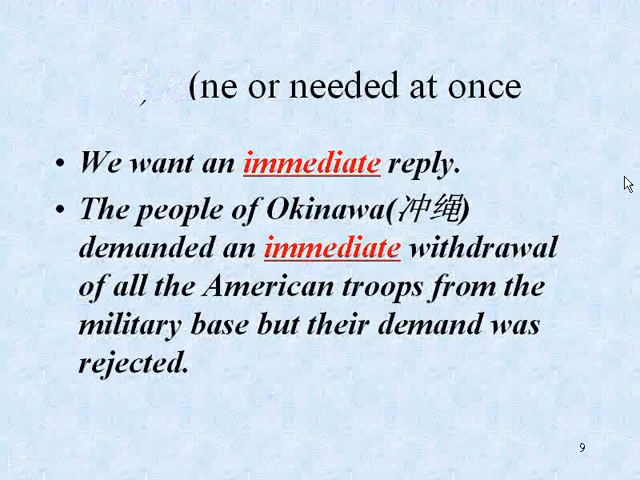 (ne or needed at once
• We want an immediate reply.
• The people of Okinawa(冲绳)
demanded an immediate withdrawal
of all the American troops from the
military base but their demand was
rejected.
9